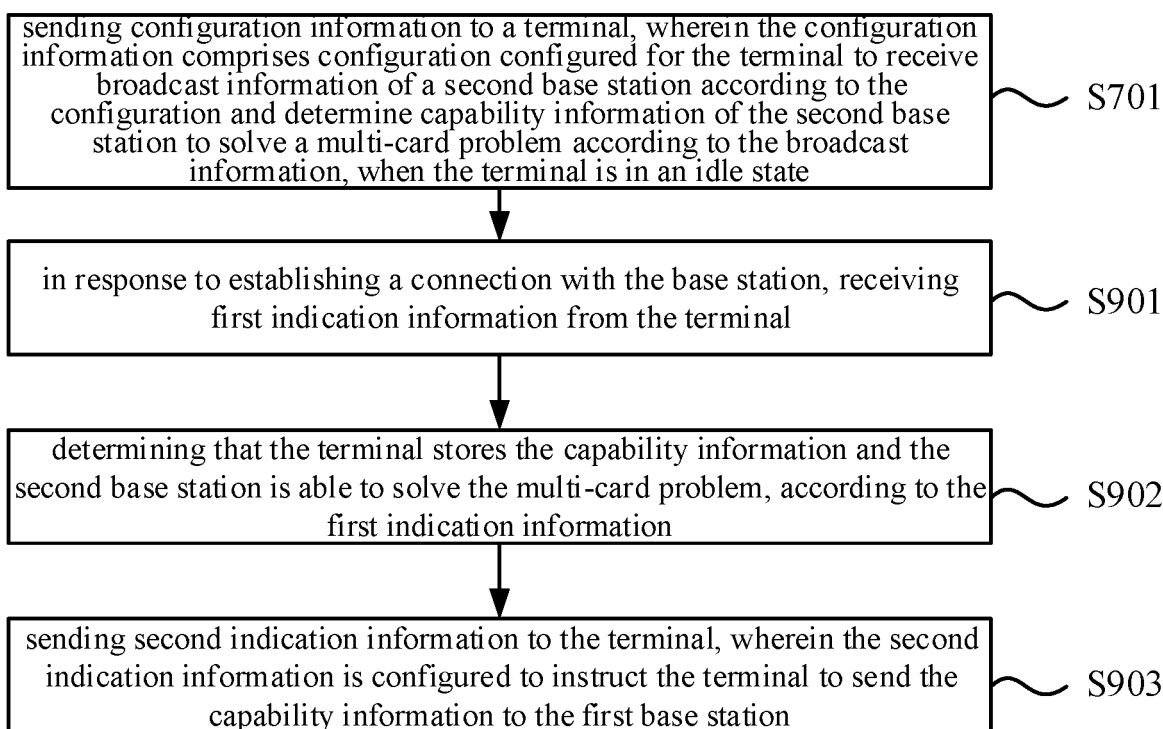 sending configuration information to a terminal, wherein the configuration
information comprises configuration configured for the terminal to receive
broadcast information of a second base station according to the
configuration and determine capability information of the second base
station to solve a multi-card problem according to the broadcast
information, when the terminal is in an idle state
S701
in response to establishing a connection with the base station, receiving
first indication information from the terminal
S901
determining that the terminal stores the capability information and the
second base station is able to solve the multi-card problem, according to the
first indication information
S902
sending second indication information to the terminal, wherein the second
indication information is configured to instruct the terminal to send the
capability information to the first base station
S903